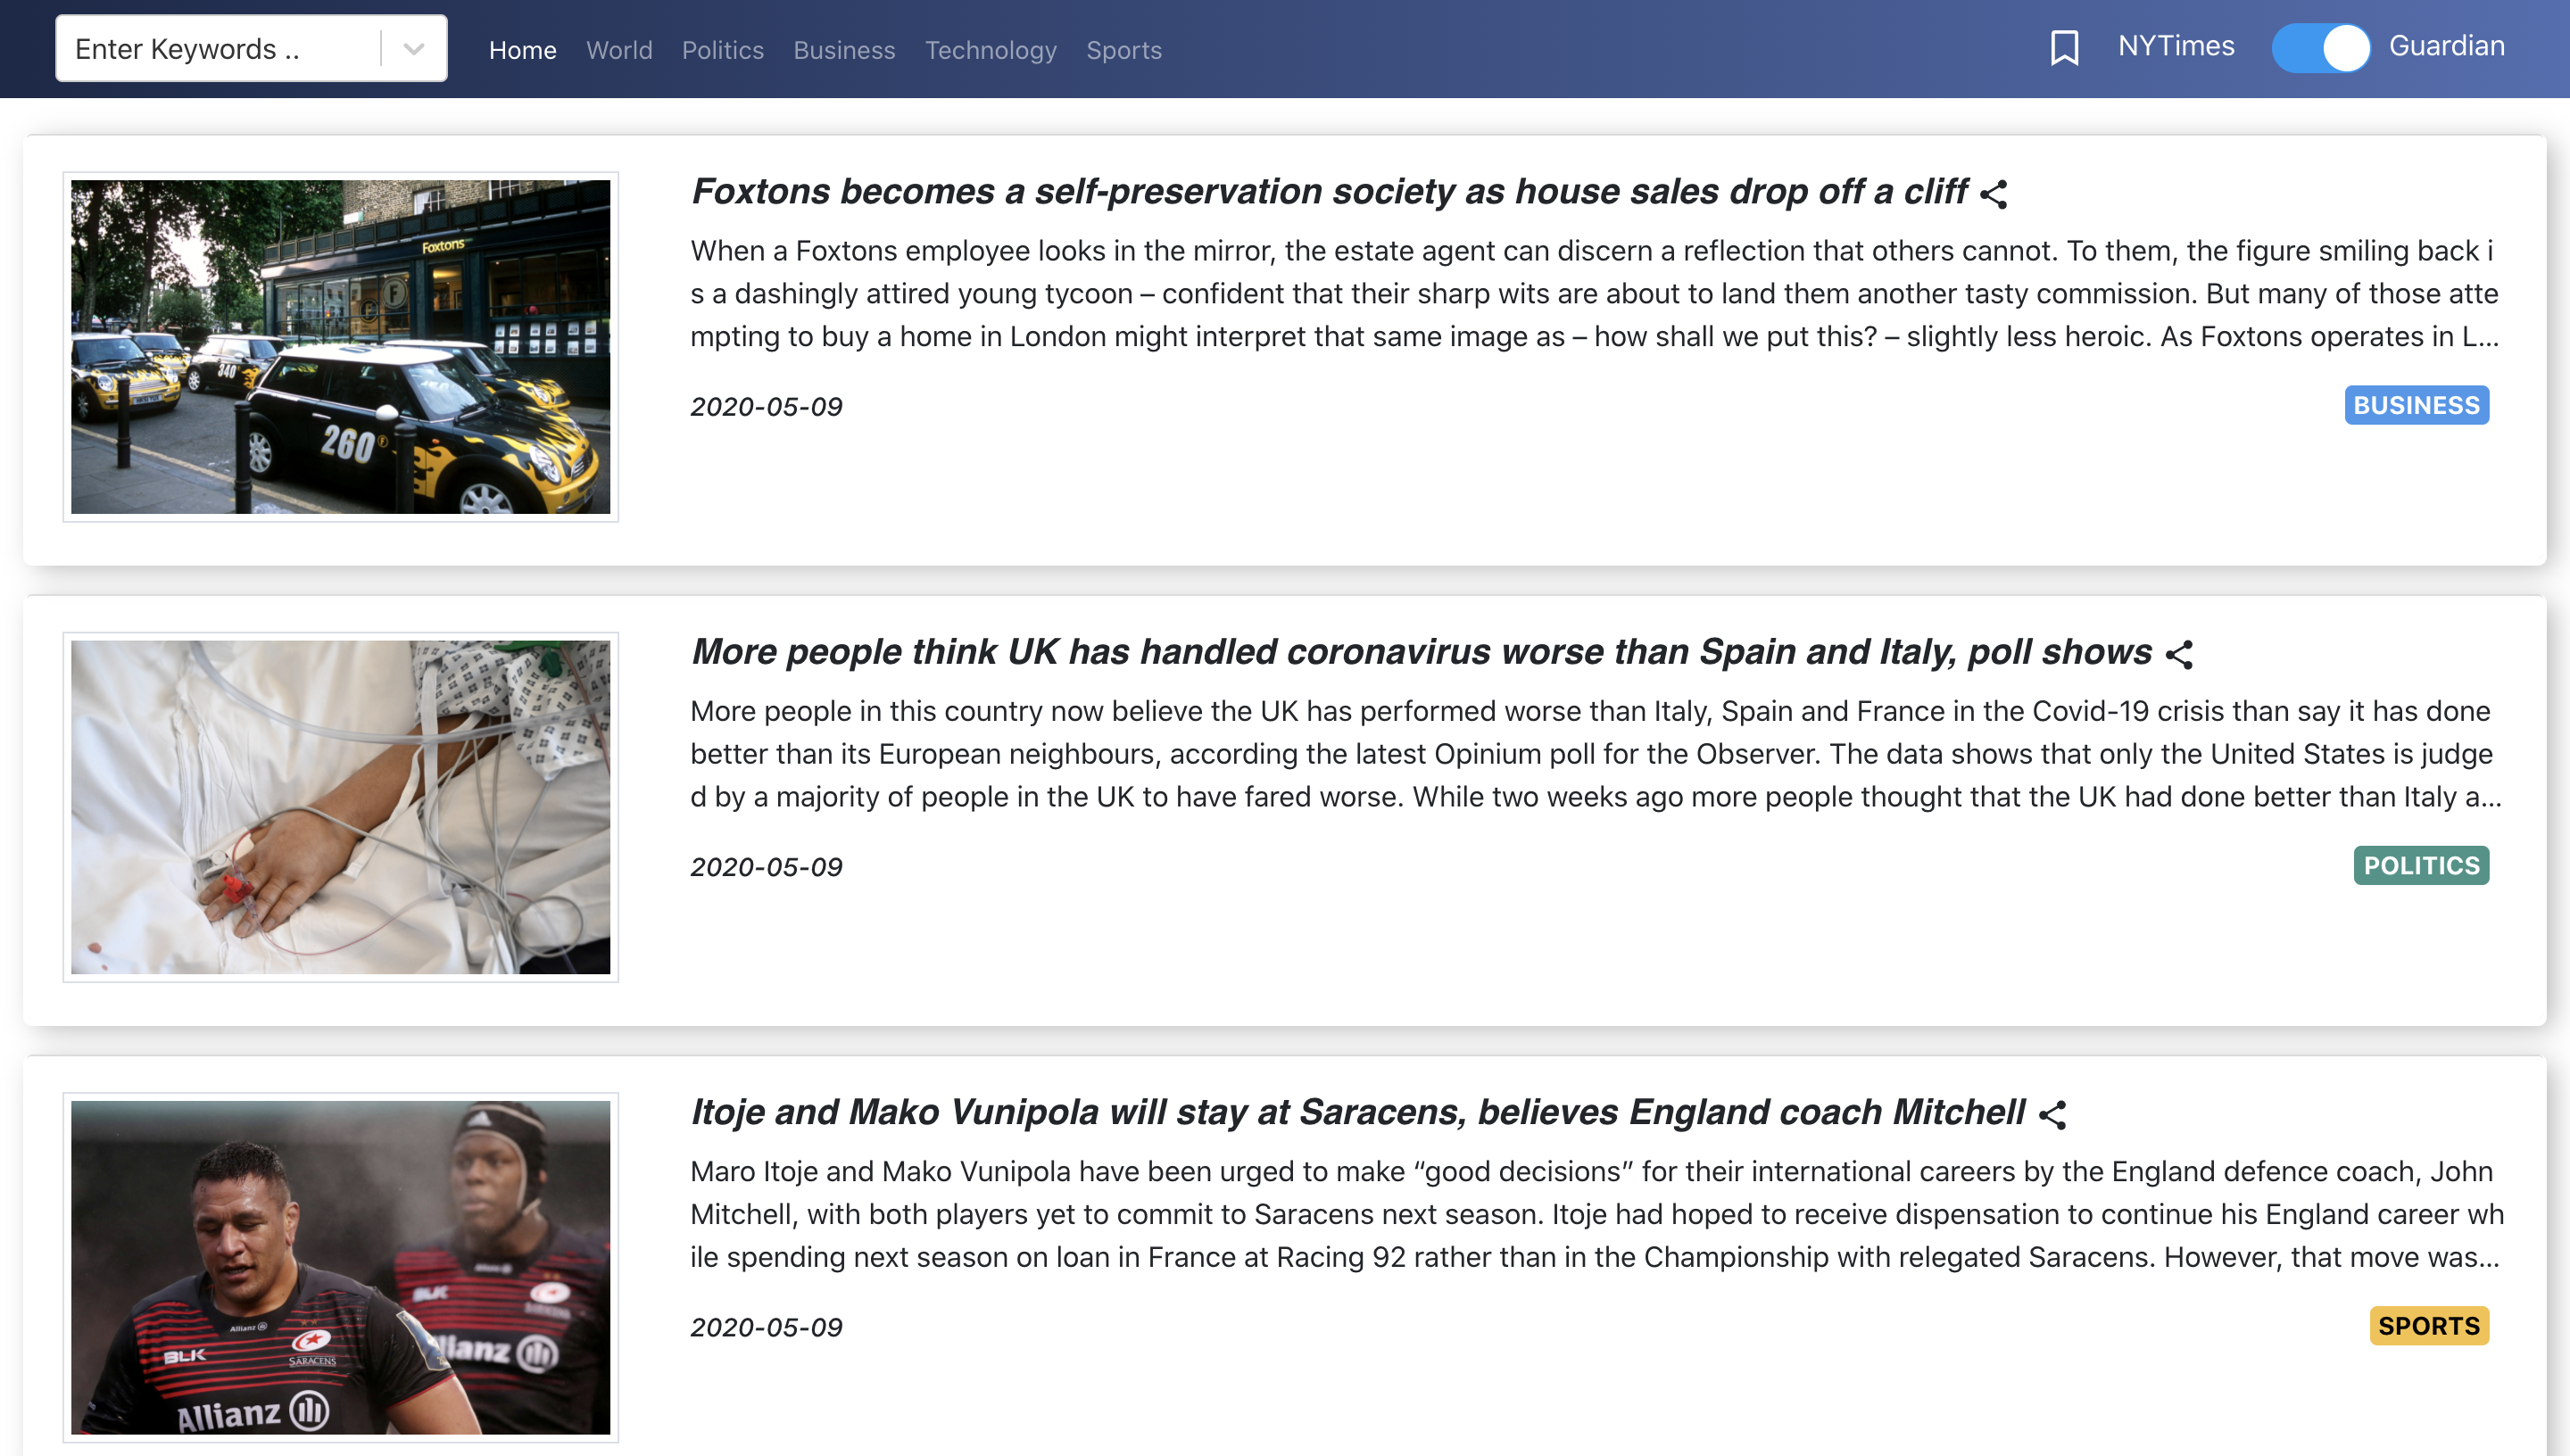 Enter Keywords ..
Home World Politics Business Technology Sports
NYTimes Guardian
Foxtons becomes a self-preservation society as house sales drop off a cliff
When a Foxtons employee looks in the mirror, the estate agent can discern a reflection that others cannot. To them, the figure smiling back i
s a dashingly attired young tycoon – confident that their sharp wits are about to land them another tasty commission. But many of those atte
mpting to buy a home in London might interpret that same image as – how shall we put this? – slightly less heroic. As Foxtons operates in L...
2020-05-09
BUSINESS
Foxtons
F
F
340
260 F
More people think UK has handled coronavirus worse than Spain and Italy, poll shows
More people in this country now believe the UK has performed worse than Italy, Spain and France in the Covid-19 crisis than say it has done
better than its European neighbours, according the latest Opinium poll for the Observer. The data shows that only the United States is judge
d by a majority of people in the UK to have fared worse. While two weeks ago more people thought that the UK had done better than Italy a...
2020-05-09
POLITICS
Itoje and Mako Vunipola will stay at Saracens, believes England coach Mitchell
Maro Itoje and Mako Vunipola have been urged to make “good decisions” for their international careers by the England defence coach, John
Mitchell, with both players yet to commit to Saracens next season. Itoje had hoped to receive dispensation to continue his England career wh
ile spending next season on loan in France at Racing 92 rather than in the Championship with relegated Saracens. However, that move was...
2020-05-09
SPORTS
Allianz
BLK
SARACENS
Allianz
BLK
llianz